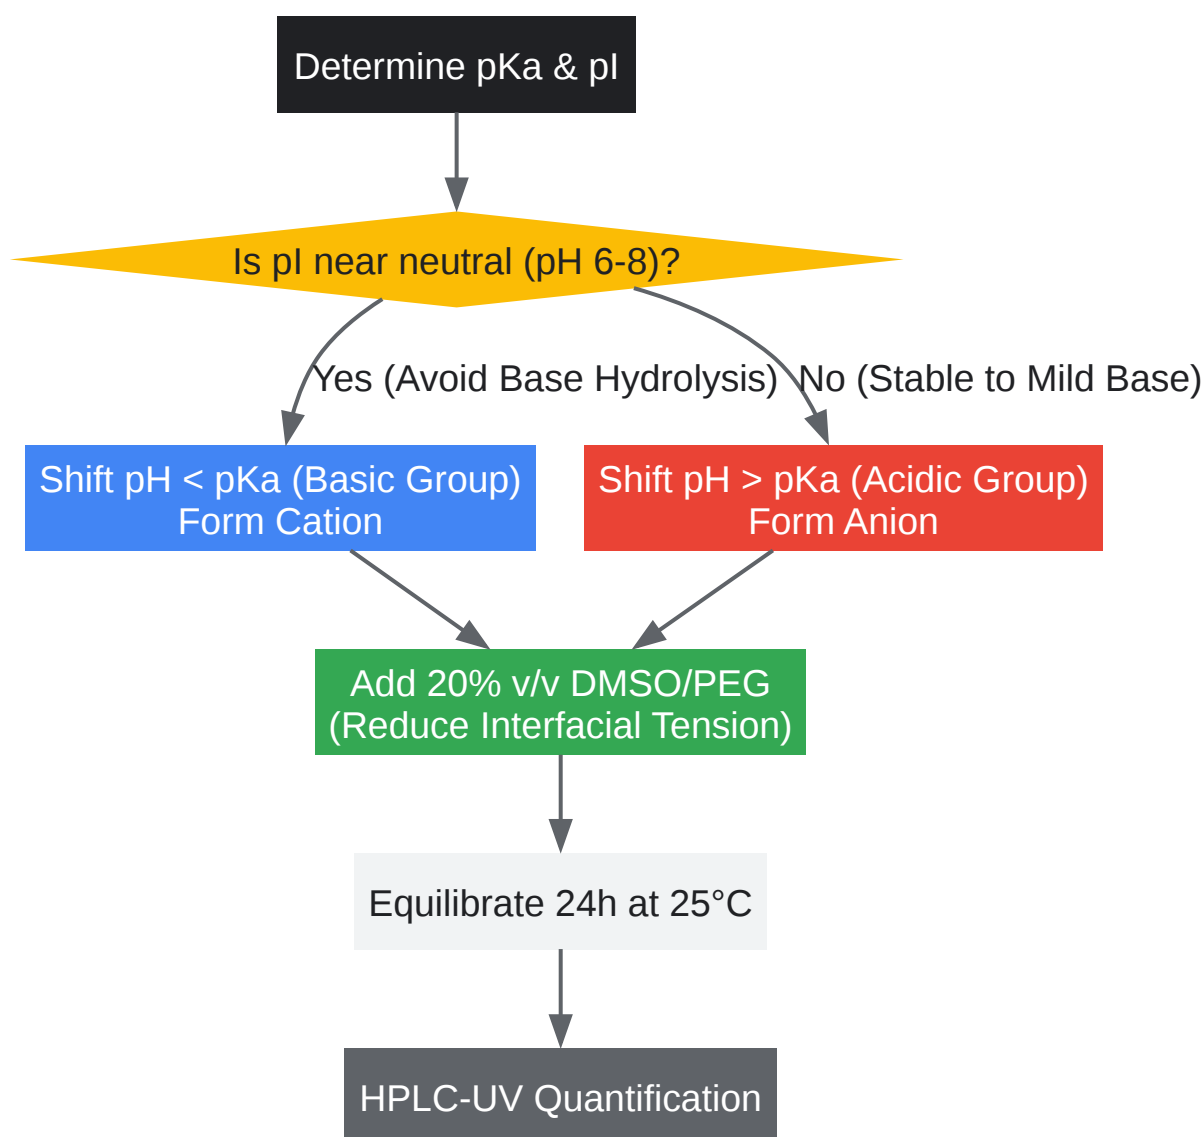 Determine pKa & pI
Is pI near neutral (pH 6-8)?
Yes (Avoid Base Hydrolysis)
No (Stable to Mild Base)
Shift pH < pKa (Basic Group)
Form Cation
Shift pH > pKa (Acidic Group)
Form Anion
Add 20% v/v DMSO/PEG
(Reduce Interfacial Tension)
Equilibrate 24h at 25°C
HPLC-UV Quantification